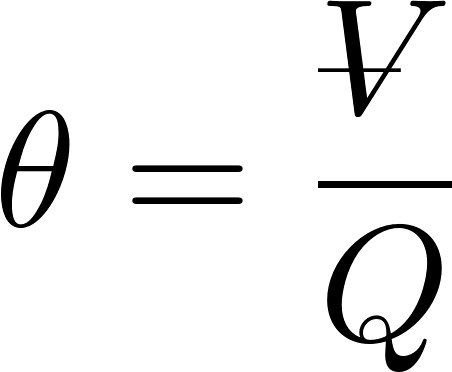 θ = V̶ / Q